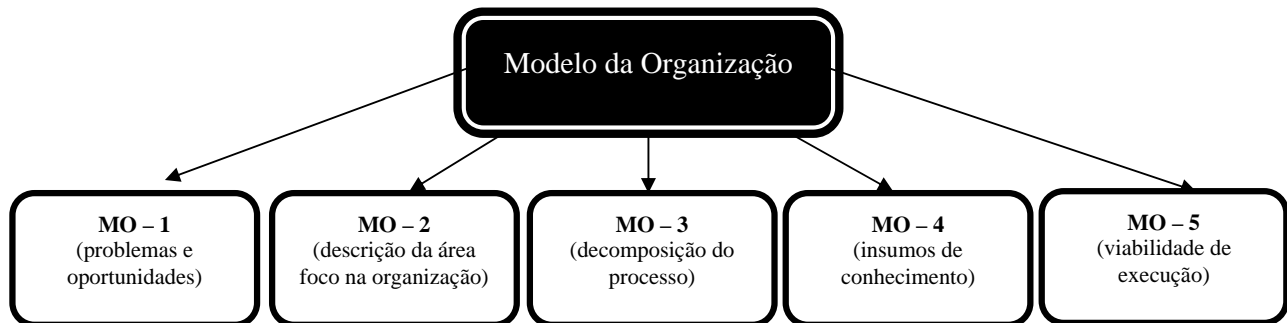 Modelo da Organização
MO – 1
(problemas e
oportunidades)
MO – 2
(descrição da área
foco na organização)
MO – 3
(decomposição do
processo)
MO – 4
(insumos de
conhecimento)
MO – 5
(viabilidade de
execução)